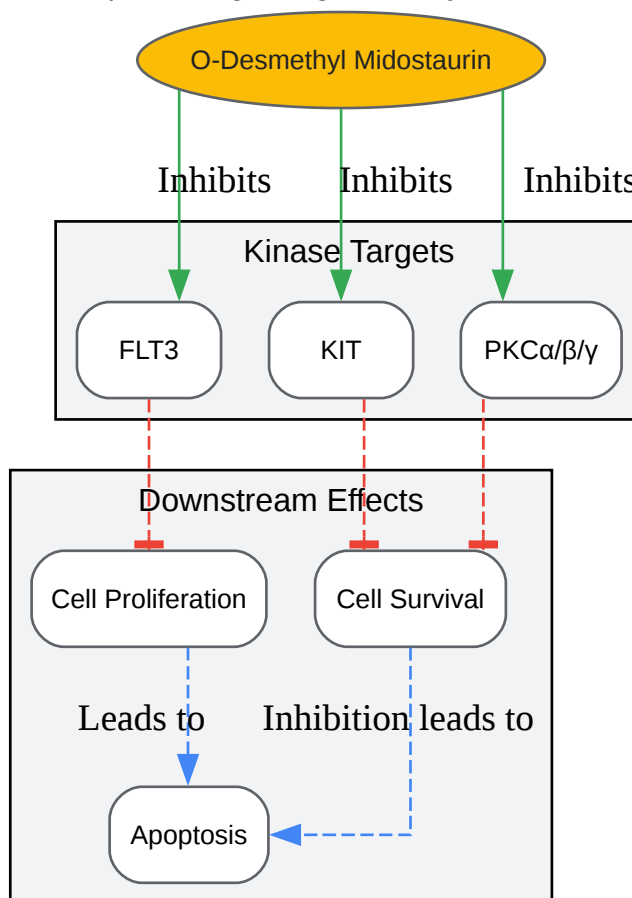 O-Desmethyl Midostaurin
Inhibits Inhibits Inhibits
Kinase Targets
FLT3 KIT PKCα/β/γ
Downstream Effects
Cell Proliferation Cell Survival
Leads to Inhibition leads to
Apoptosis